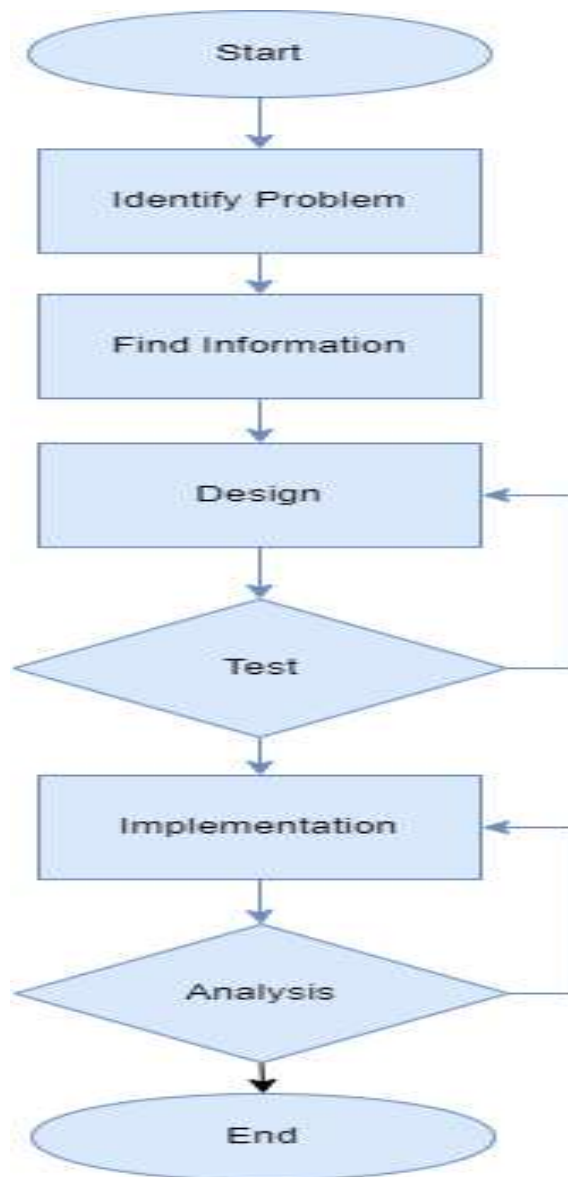 Start
Identify Problem
Find Information
Design
Test
Implementation
Analysis
End